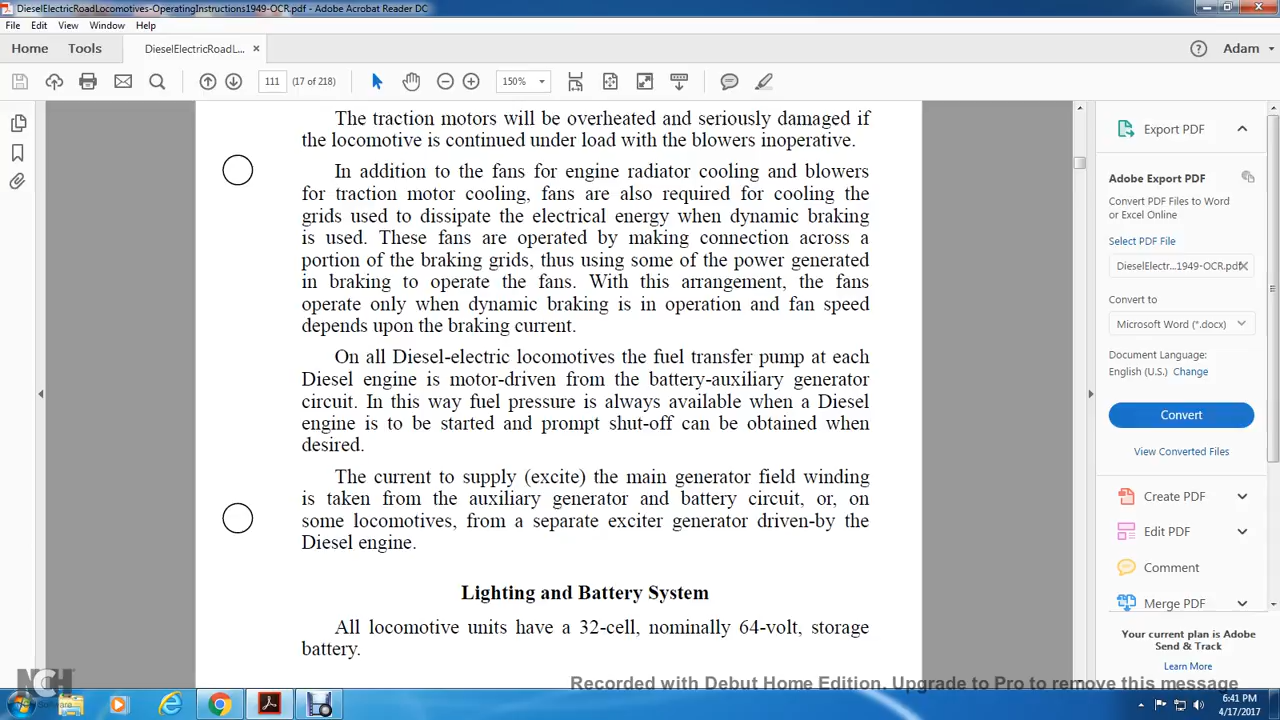 DieselElectricRoadLocomotives-OperatingInstructions1949-OCR.pdf - Adobe Acrobat Reader DC
File Edit View Window Help
Home Tools DieselElectricRoadL... × Adam
111 (17 of 218) 150%
The traction motors will be overheated and seriously damaged if
the locomotive is continued under load with the blowers inoperative.
In addition to the fans for engine radiator cooling and blowers
for traction motor cooling, fans are also required for cooling the
grids used to dissipate the electrical energy when dynamic braking
is used. These fans are operated by making connection across a
portion of the braking grids, thus using some of the power generated
in braking to operate the fans. With this arrangement, the fans
operate only when dynamic braking is in operation and fan speed
depends upon the braking current.
On all Diesel-electric locomotives the fuel transfer pump at each
Diesel engine is motor-driven from the battery-auxiliary generator
circuit. In this way fuel pressure is always available when a Diesel
engine is to be started and prompt shut-off can be obtained when
desired.
The current to supply (excite) the main generator field winding
is taken from the auxiliary generator and battery circuit, or, on
some locomotives, from a separate exciter generator driven-by the
Diesel engine.
Lighting and Battery System
All locomotive units have a 32-cell, nominally 64-volt, storage
battery.
Export PDF
Adobe Export PDF
Convert PDF Files to Word
or Excel Online
Select PDF File
DieselElectr...1949-OCR.pdf
Convert to
Microsoft Word (*.docx)
Document Language:
English (U.S.) Change
Convert
View Converted Files
Create PDF
Edit PDF
Comment
Merge PDF
Your current plan is Adobe
Send & Track
Learn More
NCH Software
Recorded with Debut Home Edition. Upgrade to Pro to remove this message
6:41 PM
4/17/2017